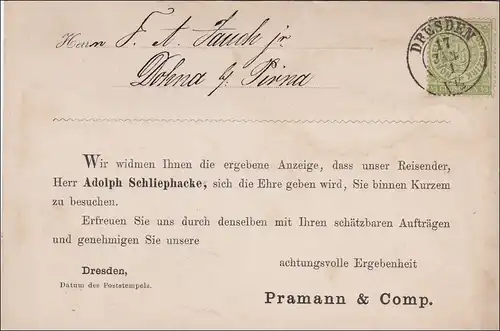 Herrn F. A. Jauch jr
Dohna b/ Pirna
DRESDEN
17
1
Wir widmen Ihnen die ergebene Anzeige, dass unser Reisender,
Herr Adolph Schliephacke, sich die Ehre geben wird, Sie binnen Kurzem
zu besuchen.
Erfreuen Sie uns durch denselben mit Ihren schätzbaren Aufträgen
und genehmigen Sie unsere
achtungsvolle Ergebenheit
Dresden,
Datum des Poststempels.
Pramann & Comp.